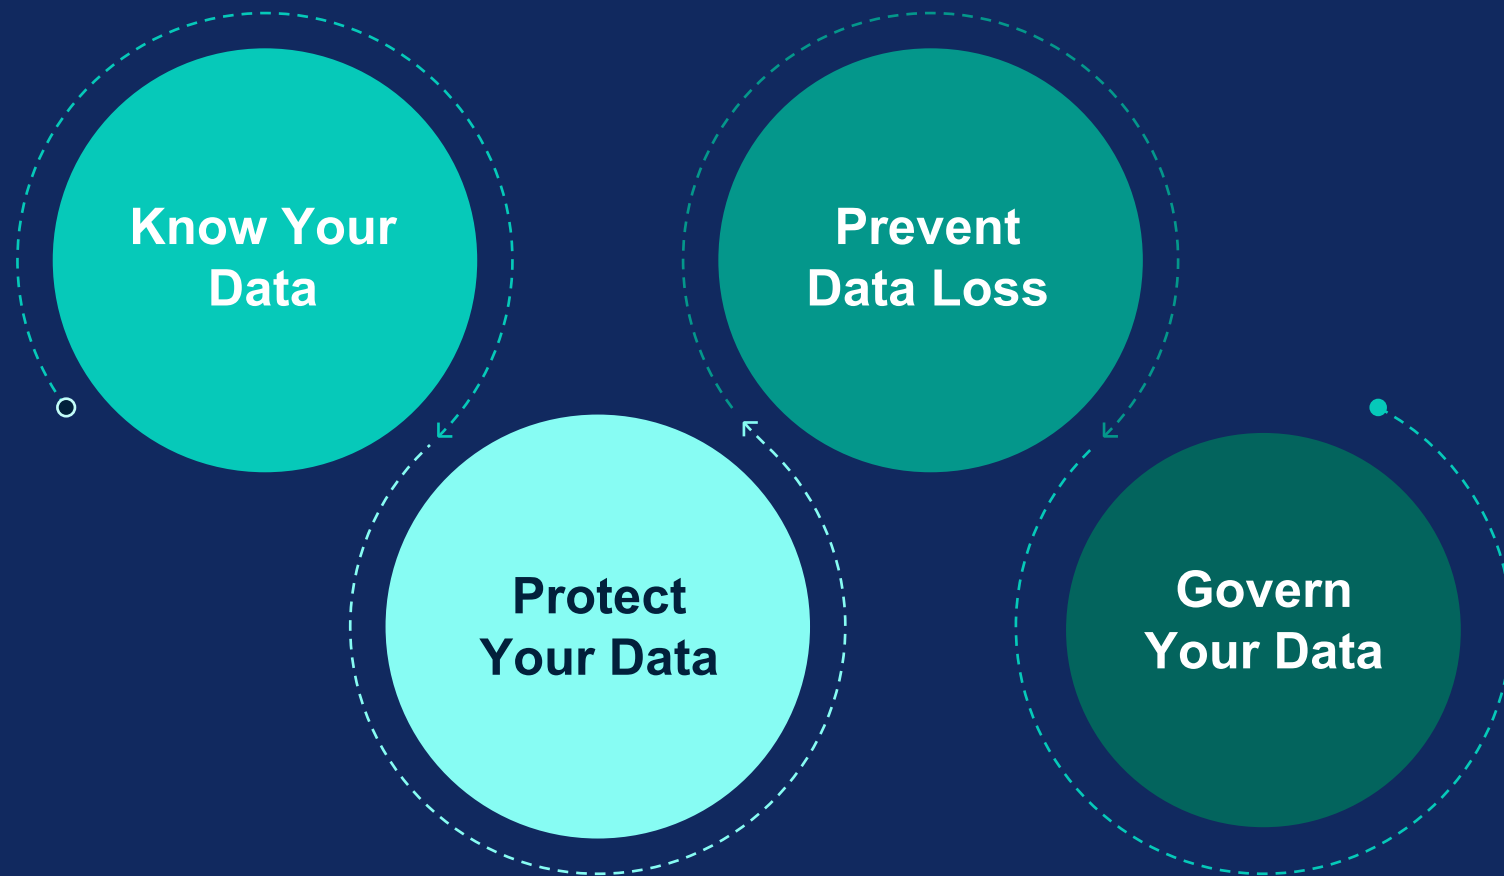 Know Your
Data
Protect
Your Data
Prevent
Data Loss
Govern
Your Data